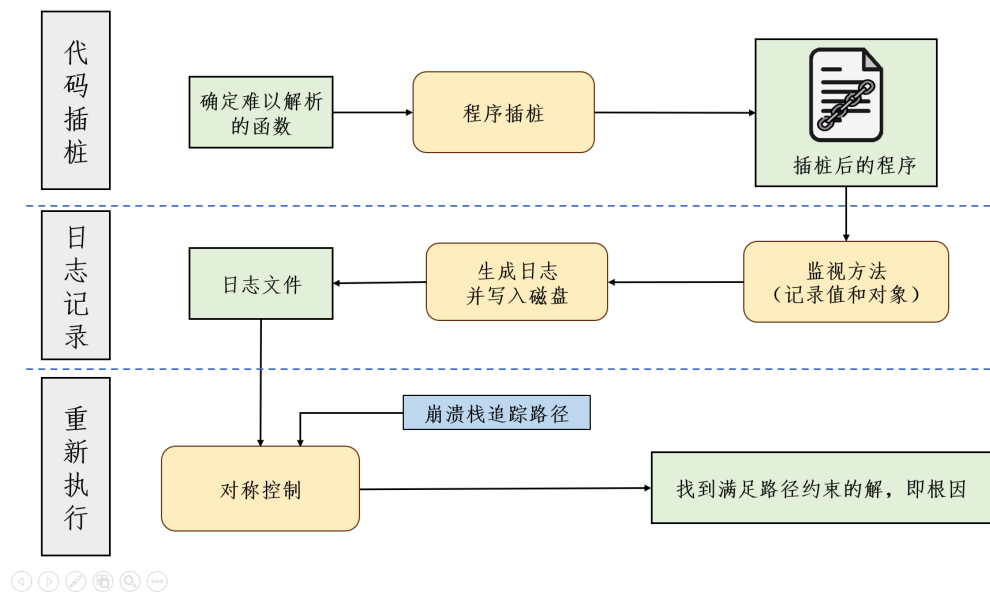 代码插桩
确定难以解析
的函数
程序插桩
插桩后的程序
日志记录
日志文件
生成日志
并写入磁盘
监视方法
（记录值和对象）
重新执行
崩溃栈追踪路径
对称控制
找到满足路径约束的解，即根因